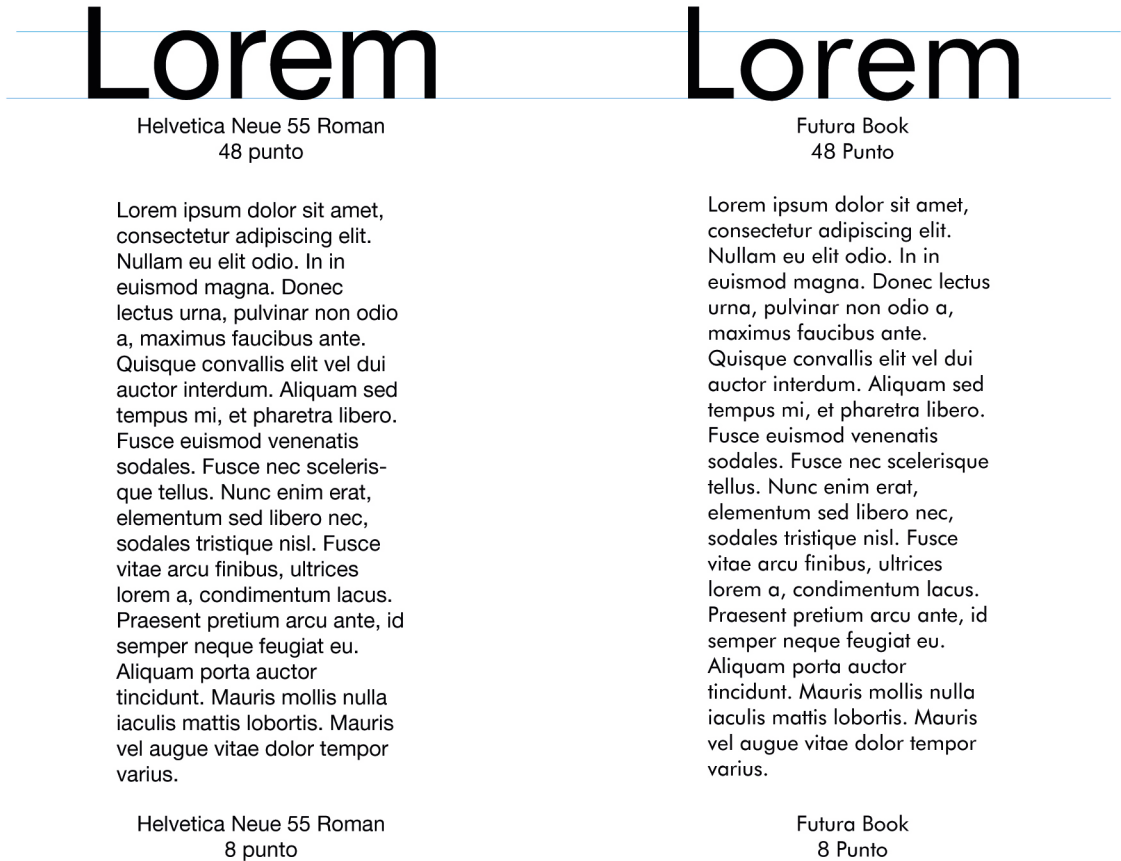 Lorem
Helvetica Neue 55 Roman
48 punto
Lorem ipsum dolor sit amet,
consectetur adipiscing elit.
Nullam eu elit odio. In in
euismod magna. Donec
lectus urna, pulvinar non odio
a, maximus faucibus ante.
Quisque convallis elit vel dui
auctor interdum. Aliquam sed
tempus mi, et pharetra libero.
Fusce euismod venenatis
sodales. Fusce nec sceleris-
que tellus. Nunc enim erat,
elementum sed libero nec,
sodales tristique nisl. Fusce
vitae arcu finibus, ultrices
lorem a, condimentum lacus.
Praesent pretium arcu ante, id
semper neque feugiat eu.
Aliquam porta auctor
tincidunt. Mauris mollis nulla
iaculis mattis lobortis. Mauris
vel augue vitae dolor tempor
varius.
Helvetica Neue 55 Roman
8 punto
Lorem
Futura Book
48 Punto
Lorem ipsum dolor sit amet,
consectetur adipiscing elit.
Nullam eu elit odio. In in
euismod magna. Donec lectus
urna, pulvinar non odio a,
maximus faucibus ante.
Quisque convallis elit vel dui
auctor interdum. Aliquam sed
tempus mi, et pharetra libero.
Fusce euismod venenatis
sodales. Fusce nec scelerisque
tellus. Nunc enim erat,
elementum sed libero nec,
sodales tristique nisl. Fusce
vitae arcu finibus, ultrices
lorem a, condimentum lacus.
Praesent pretium arcu ante, id
semper neque feugiat eu.
Aliquam porta auctor
tincidunt. Mauris mollis nulla
iaculis mattis lobortis. Mauris
vel augue vitae dolor tempor
varius.
Futura Book
8 Punto